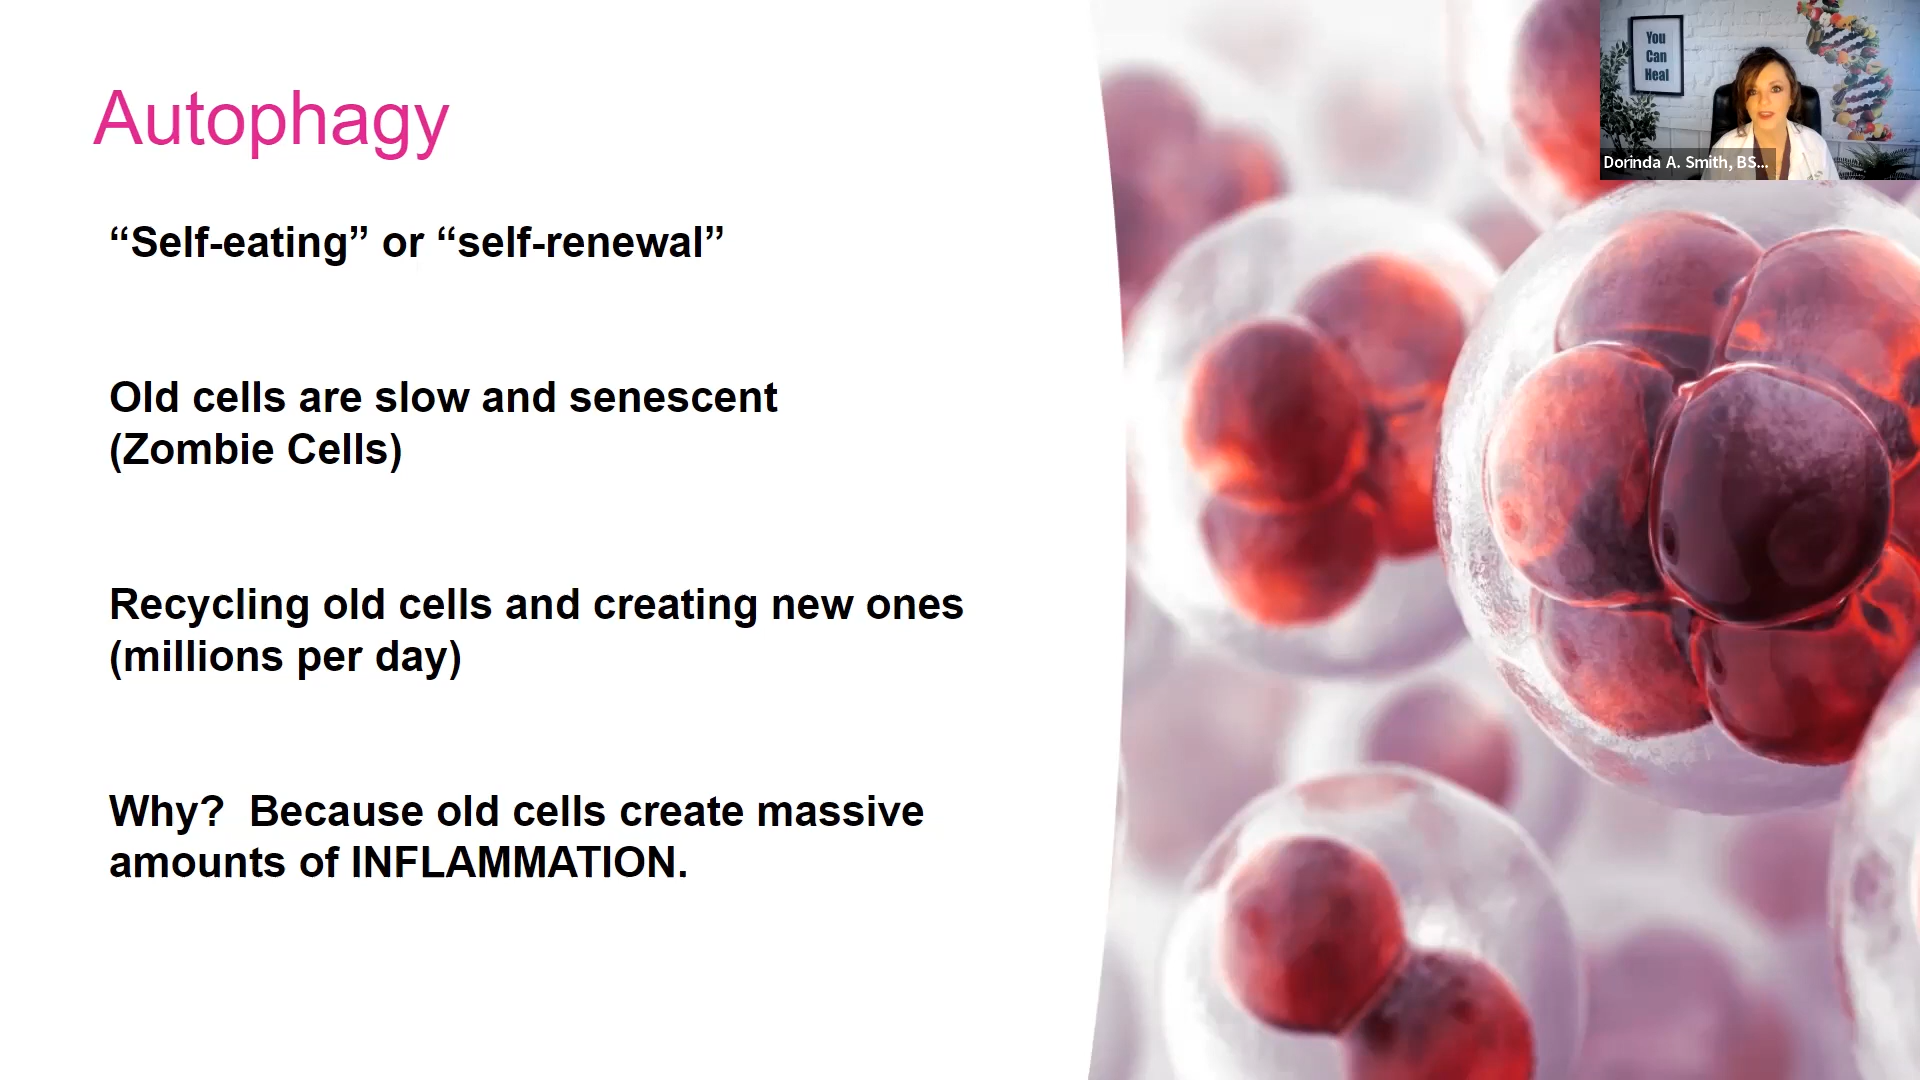 Autophagy
“Self-eating” or “self-renewal”
Old cells are slow and senescent
(Zombie Cells)
Recycling old cells and creating new ones
(millions per day)
Why?  Because old cells create massive
amounts of INFLAMMATION.
You
Can
Heal
Dorinda A. Smith, BS...